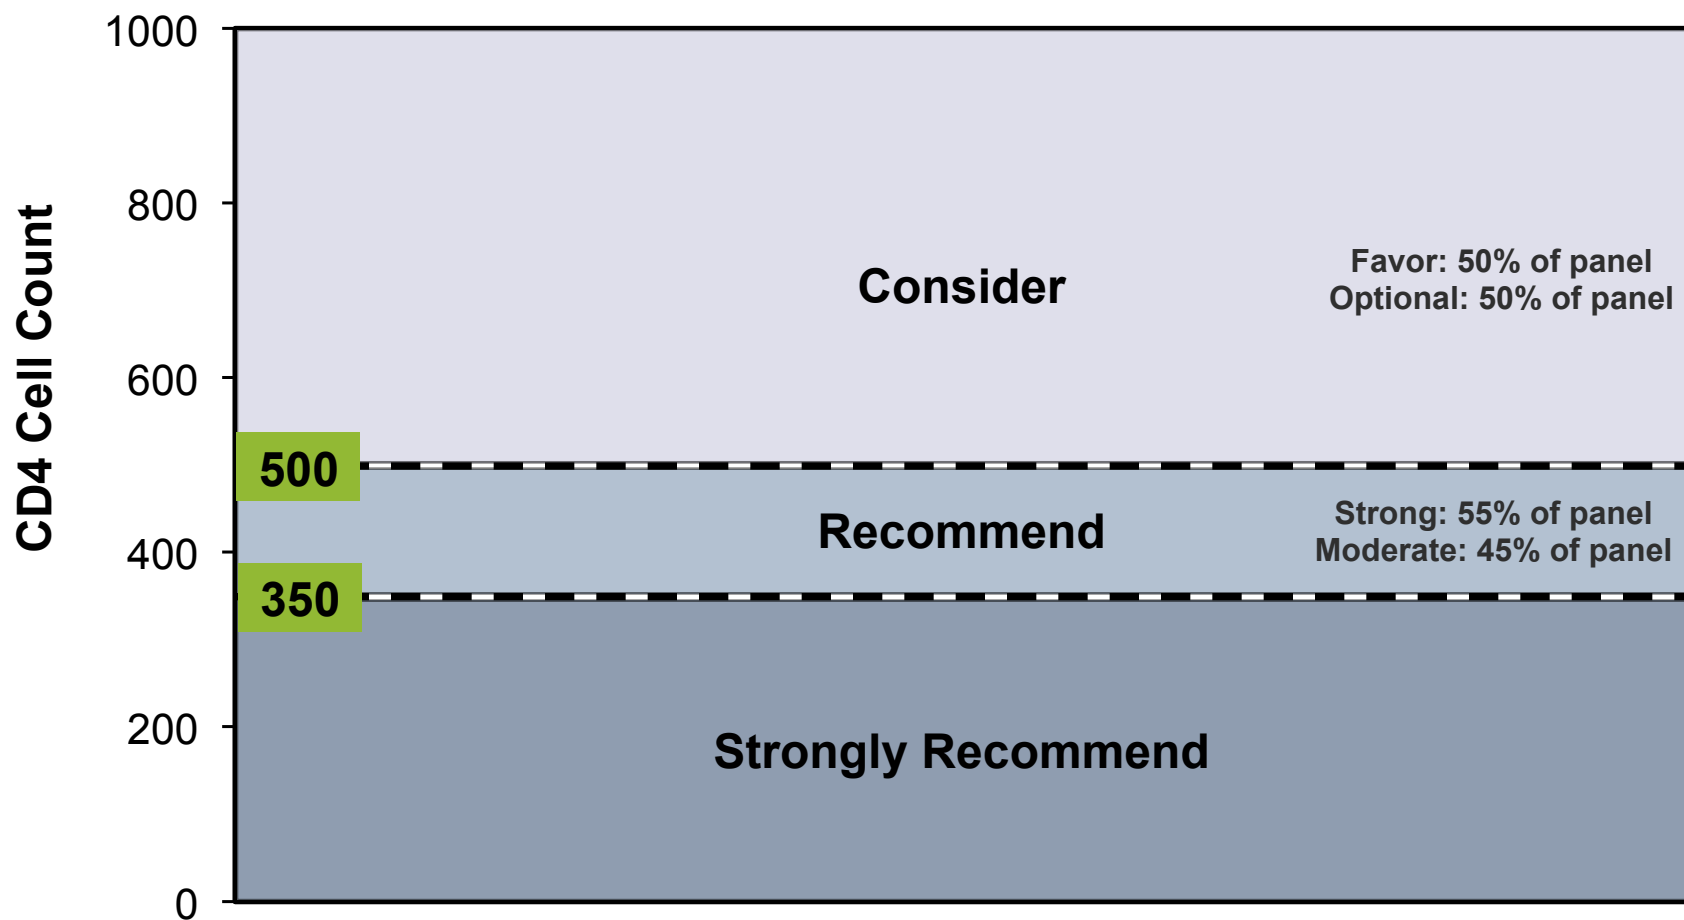 1000
800
600
400
200
0
CD4 Cell Count
Consider
Favor: 50% of panel
Optional: 50% of panel
500
Recommend
Strong: 55% of panel
Moderate: 45% of panel
350
Strongly Recommend